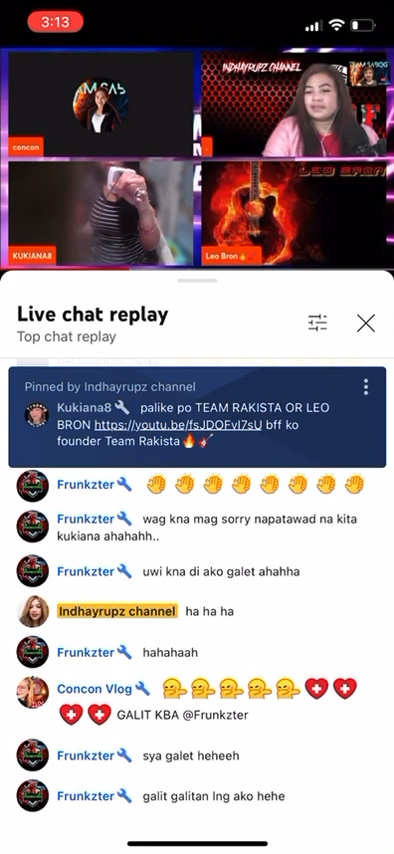 3:13
INDHAYRUPZ CHANNEL
TEAM SABOG
concon
KUKIANA8
LEO BRON
Leo Bron🔥
Live chat replay
Top chat replay
Pinned by Indhayrupz channel
Kukiana8🔧 palike po TEAM RAKISTA OR LEO
BRON https://youtu.be/fsJDOFvI7sU bff ko
founder Team Rakista🔥🎸
Frunkzter🔧 👏👏👏👏👏👏👏👏
Frunkzter🔧 wag kna mag sorry napatawad na kita
kukiana ahahahh..
Frunkzter🔧 uwi kna di ako galet ahahha
Indhayrupz channel ha ha ha
Frunkzter🔧 hahahaah
Concon Vlog🔧
GALIT KBA @Frunkzter
Frunkzter🔧 sya galet heheeh
Frunkzter🔧 galit galitan lng ako hehe